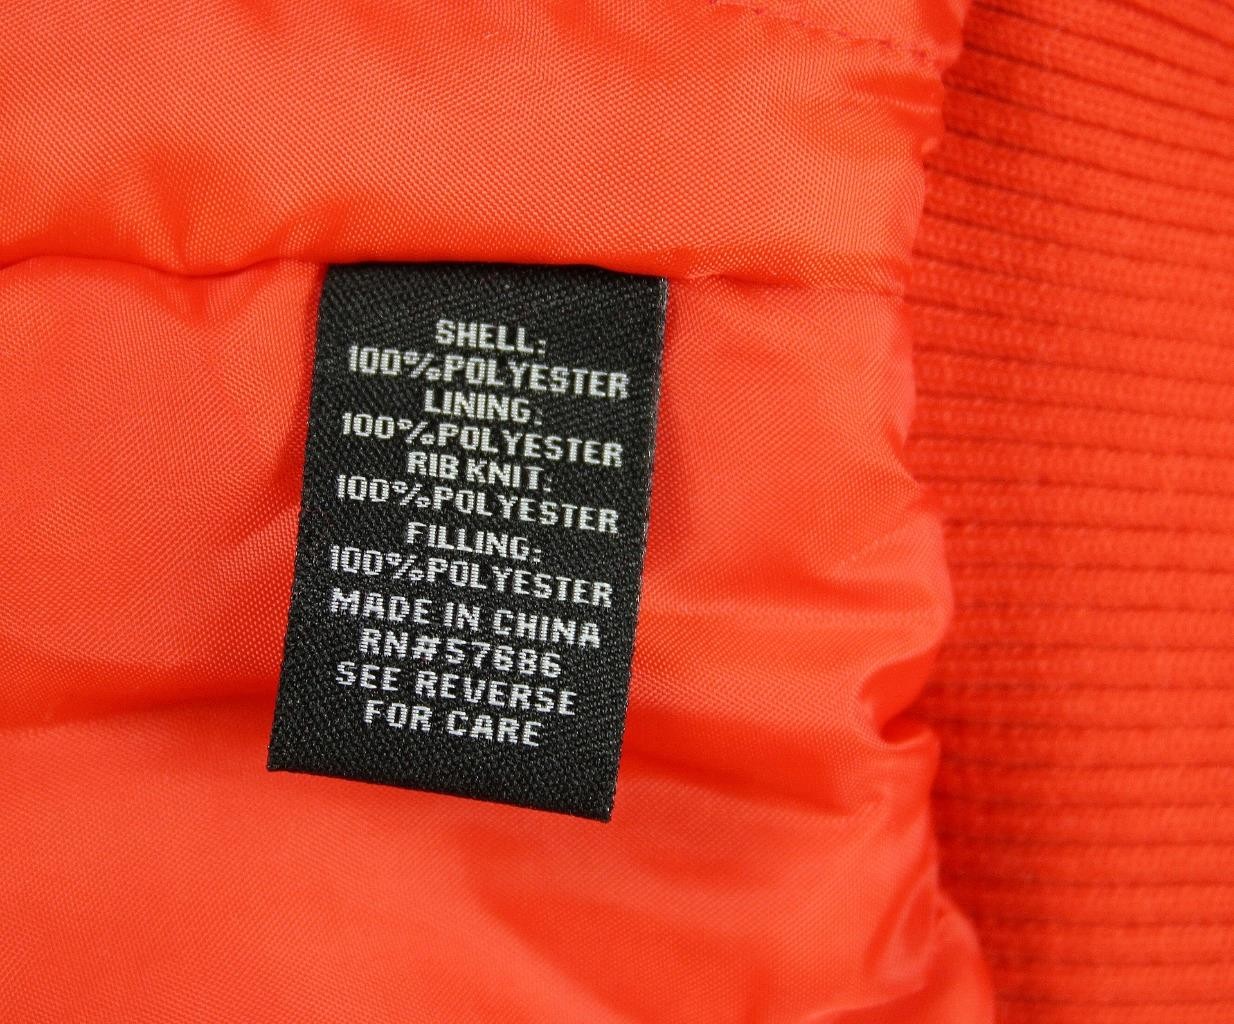 SHELL:
100%POLYESTER
LINING:
100%POLYESTER
RIB KNIT:
100%POLYESTER
FILLING:
100%POLYESTER
MADE IN CHINA
RN#57686
SEE REVERSE
FOR CARE